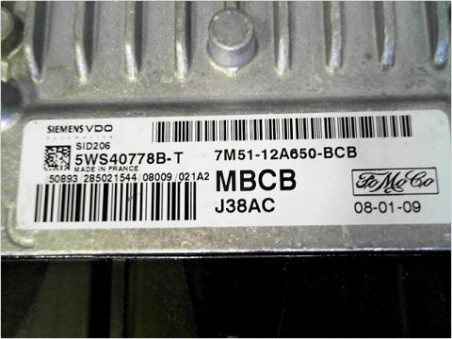 SIEMENS VDO
AUTOMOTIVE
SID206
5WS40778B-T
MADE IN FRANCE
7M51-12A650-BCB
50893 285021544 08009/021A2
MBCB
J38AC
FoMoCo
08-01-09